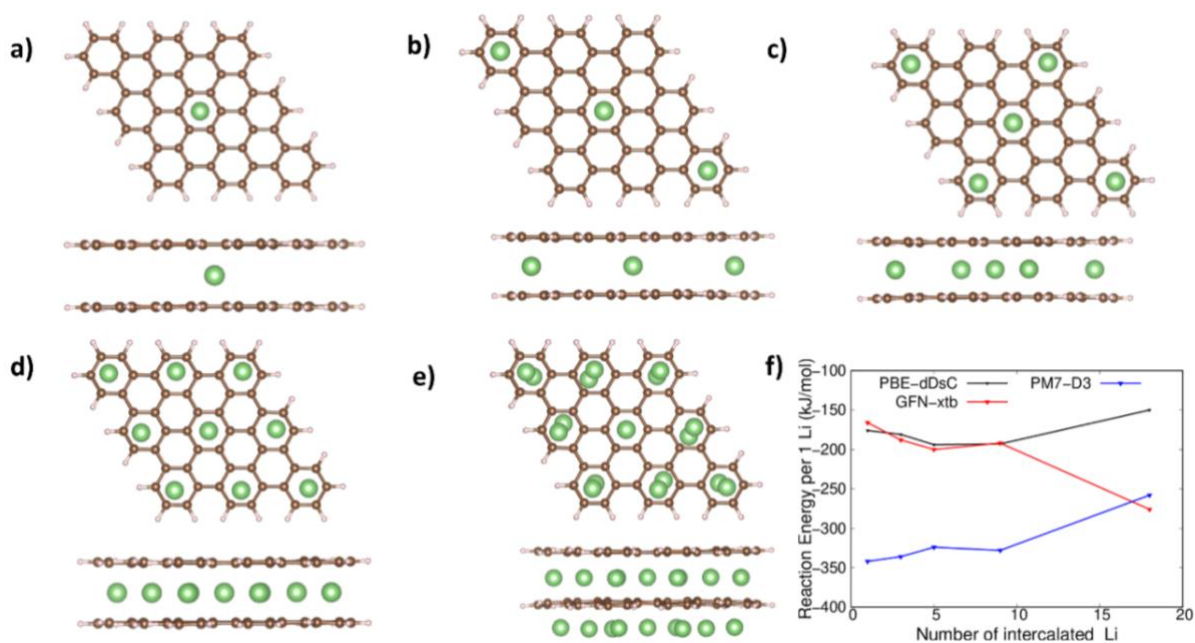 a)
b)
c)
d)
e)
f)
Reaction Energy per 1 Li (kJ/mol)
-100
-150
-200
-250
-300
-350
-400
PBE-dDsC
GFN-xtb
PM7-D3
0
5
10
15
20
Number of intercalated Li